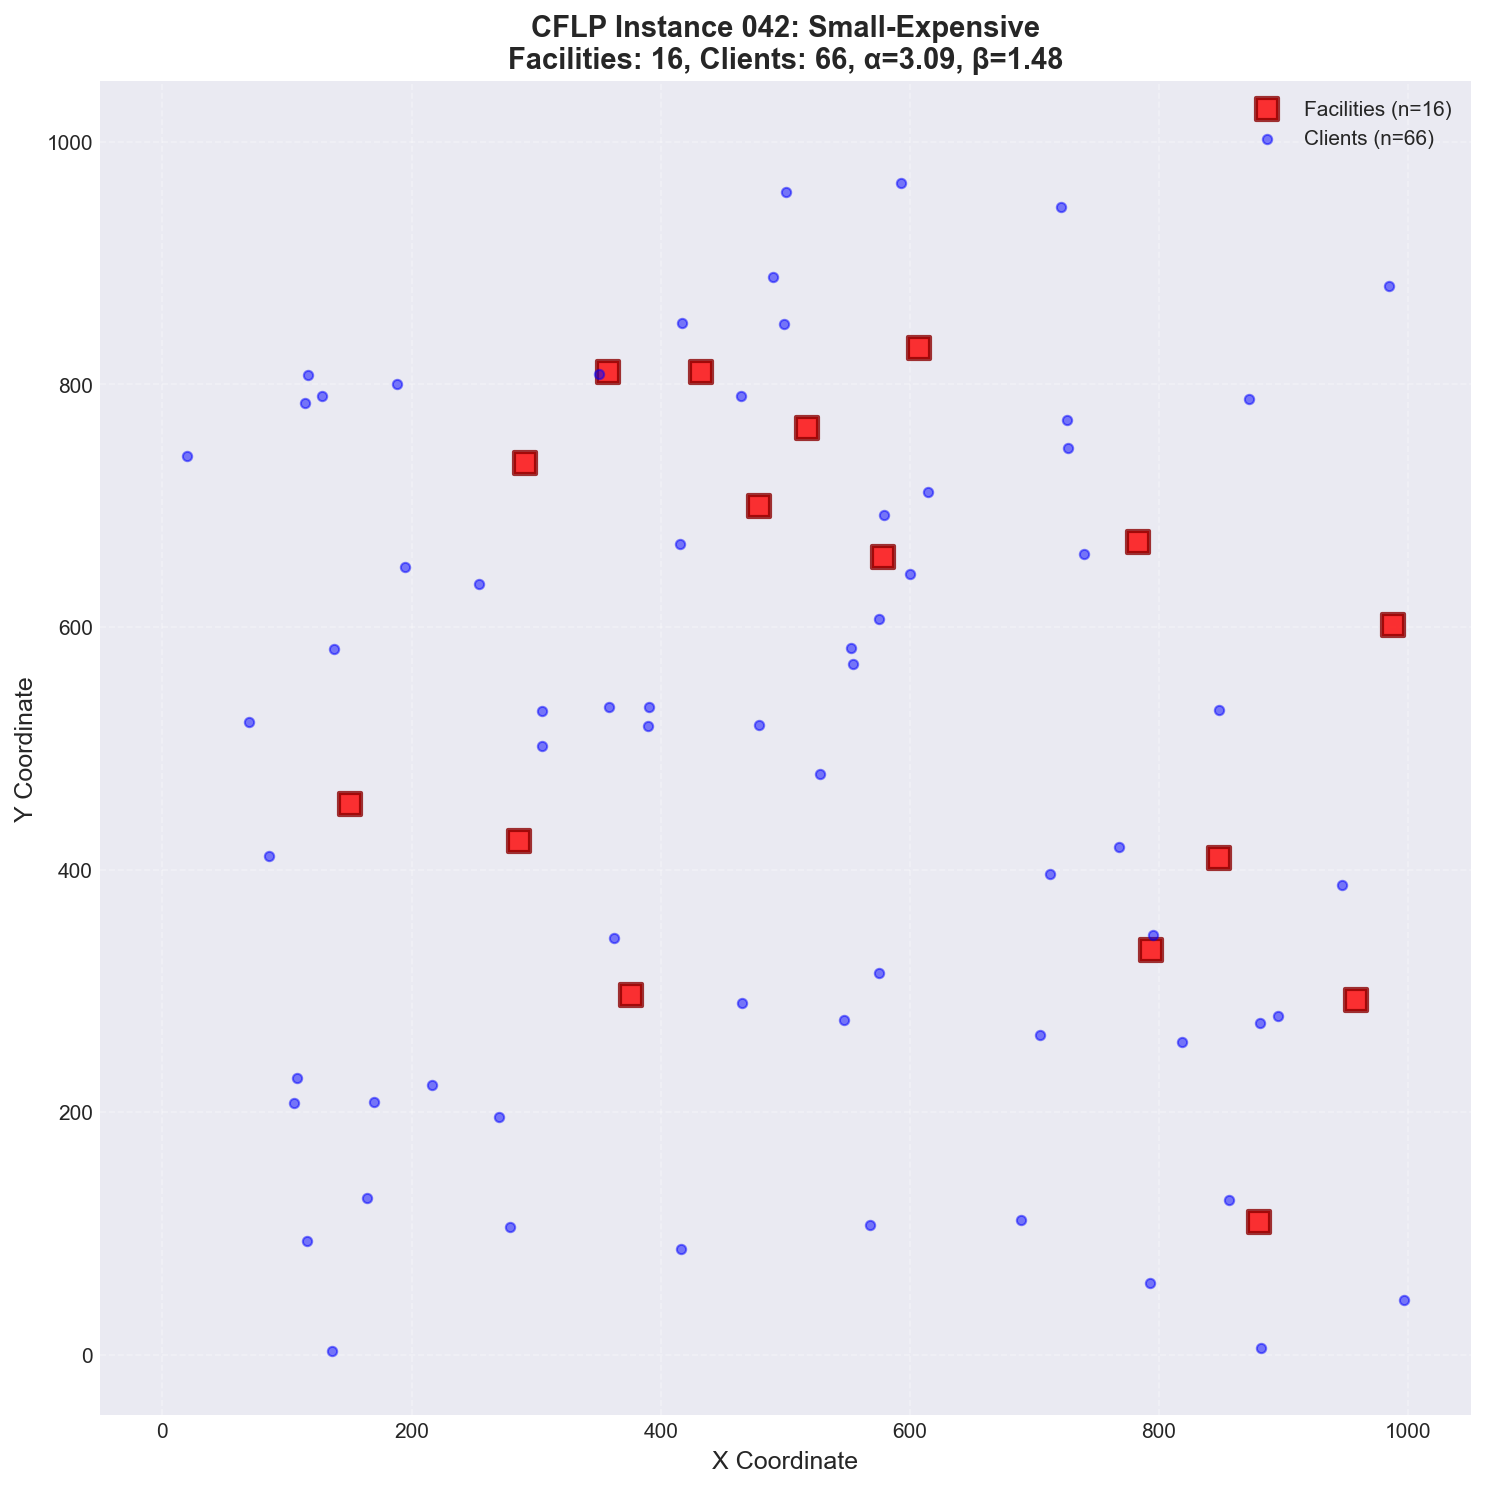 CFLP Instance 042: Small-Expensive
Facilities: 16, Clients: 66, α=3.09, β=1.48
Facilities (n=16)
Clients (n=66)
1000
800
600
400
200
0
Y Coordinate
0
200
400
600
800
1000
X Coordinate